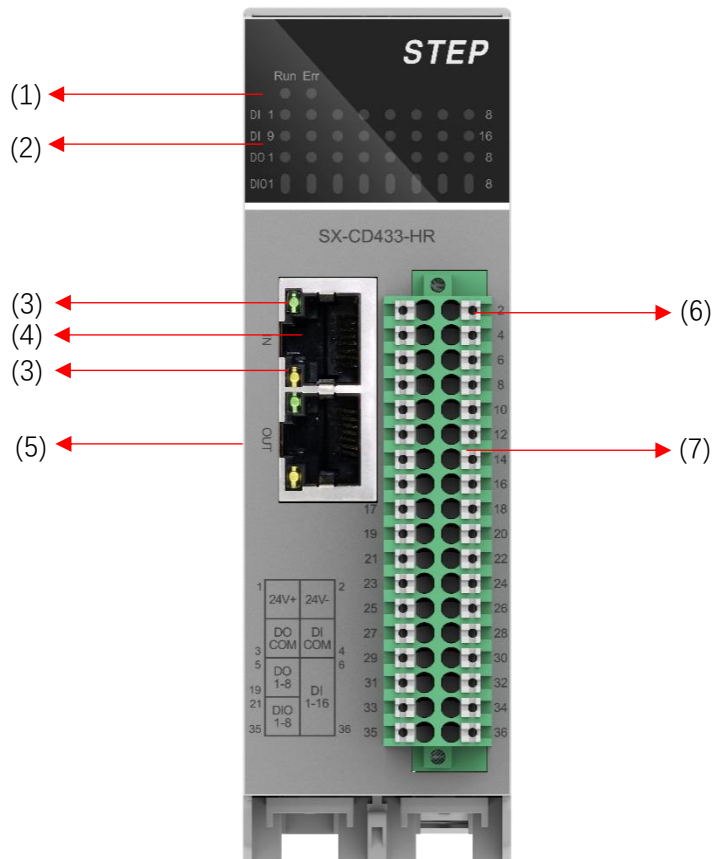 STEP
Run Err
(1)
DI 1 8
DI 9 16
(2)
DO 1 8
DIO1 8
SX-CD433-HR
(3)
(4)
(3)
(5)
IN
OUT
(6)
(7)
2
4
6
8
10
12
14
16
17 18
19 20
21 22
23 24
25 26
27 28
29 30
31 32
33 34
35 36
1 24V+ 24V- 2
DO COM DI COM
3 4
5 6
DO 1-8
19
DI 1-16
21
DIO 1-8
35 36